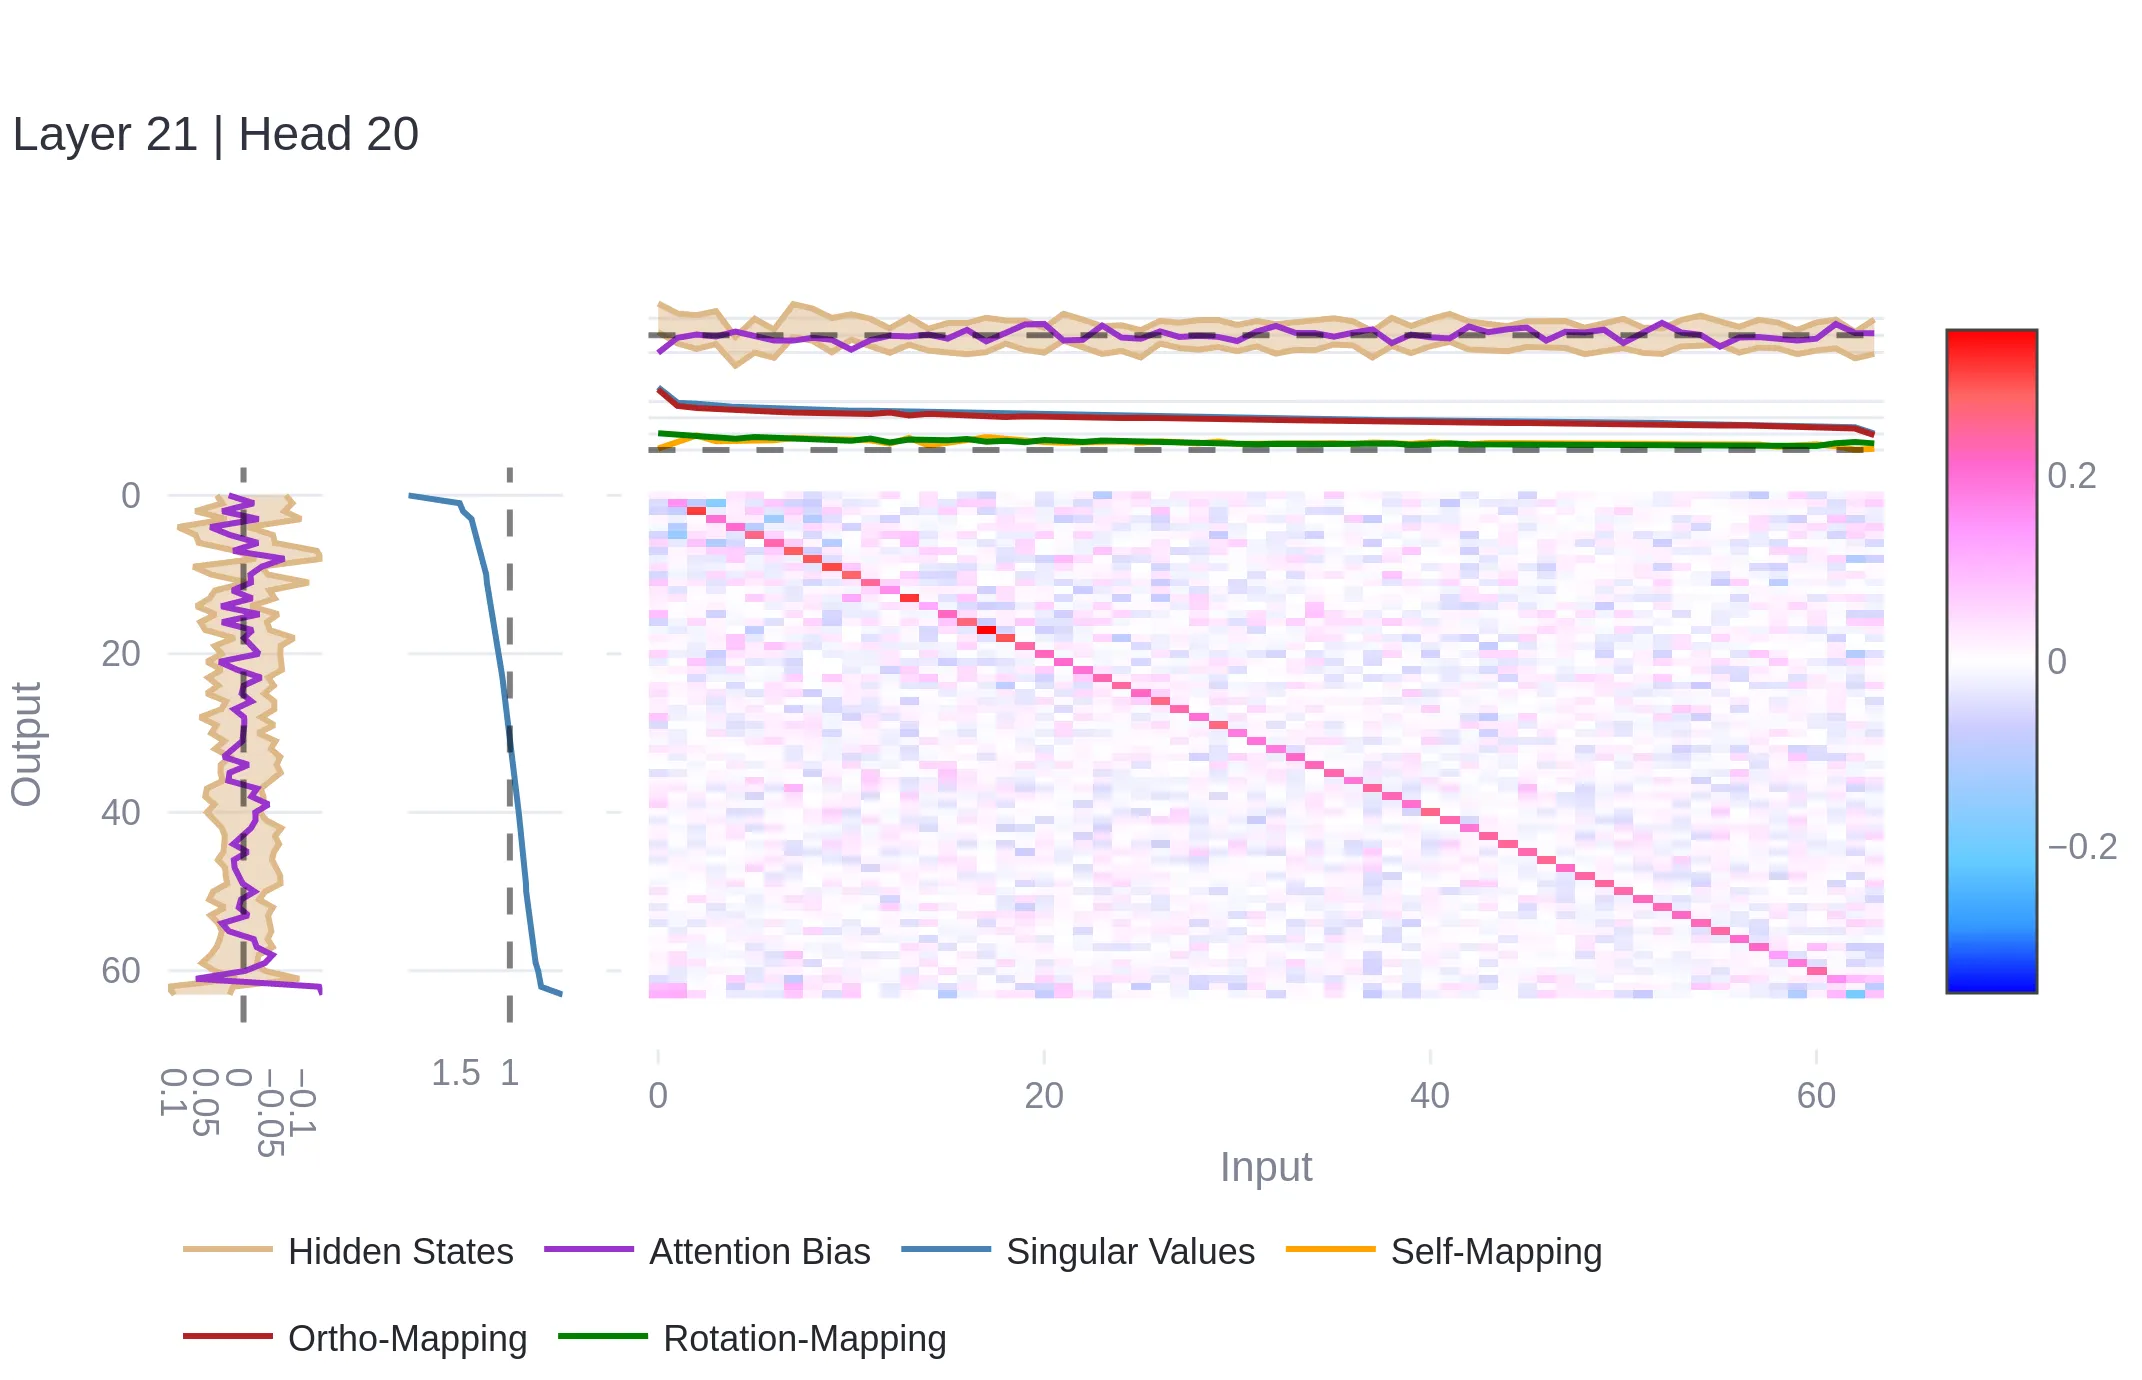 Layer 21 | Head 20
0
20
40
60
Output
0.1
0.05
0
−0.05
−0.1
1.5
1
0
20
40
60
Input
0.2
0
−0.2
Hidden States
Attention Bias
Singular Values
Self-Mapping
Ortho-Mapping
Rotation-Mapping